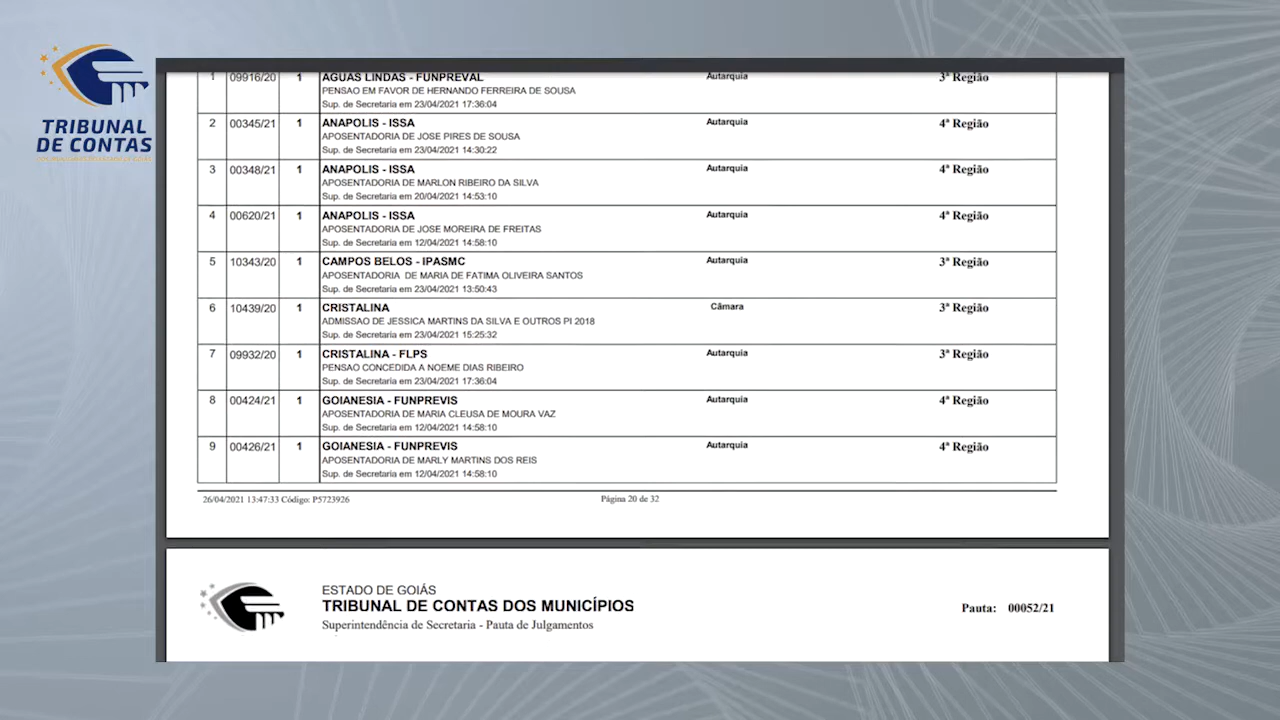 TRIBUNAL
DE CONTAS
1 09916/20 1 AGUAS LINDAS - FUNPREVAL Autarquia 3ª Região
PENSAO EM FAVOR DE HERNANDO FERREIRA DE SOUSA
Sup. de Secretaria em 23/04/2021 17:36:04
2 00345/21 1 ANAPOLIS - ISSA Autarquia 4ª Região
APOSENTADORIA DE JOSE PIRES DE SOUSA
Sup. de Secretaria em 23/04/2021 14:30:22
3 00348/21 1 ANAPOLIS - ISSA Autarquia 4ª Região
APOSENTADORIA DE MARLON RIBEIRO DA SILVA
Sup. de Secretaria em 20/04/2021 14:53:10
4 00620/21 1 ANAPOLIS - ISSA Autarquia 4ª Região
APOSENTADORIA DE JOSE MOREIRA DE FREITAS
Sup. de Secretaria em 12/04/2021 14:58:10
5 10343/20 1 CAMPOS BELOS - IPASMC Autarquia 3ª Região
APOSENTADORIA DE MARIA DE FATIMA OLIVEIRA SANTOS
Sup. de Secretaria em 23/04/2021 13:50:43
6 10439/20 1 CRISTALINA Câmara 3ª Região
ADMISSAO DE JESSICA MARTINS DA SILVA E OUTROS PI 2018
Sup. de Secretaria em 23/04/2021 15:25:32
7 09932/20 1 CRISTALINA - FLPS Autarquia 3ª Região
PENSAO CONCEDIDA A NOEME DIAS RIBEIRO
Sup. de Secretaria em 23/04/2021 17:36:04
8 00424/21 1 GOIANESIA - FUNPREVIS Autarquia 4ª Região
APOSENTADORIA DE MARIA CLEUSA DE MOURA VAZ
Sup. de Secretaria em 12/04/2021 14:58:10
9 00426/21 1 GOIANESIA - FUNPREVIS Autarquia 4ª Região
APOSENTADORIA DE MARLY MARTINS DOS REIS
Sup. de Secretaria em 12/04/2021 14:58:10
26/04/2021 13:47:33 Código: P5723926 Página 20 de 32
ESTADO DE GOIÁS
TRIBUNAL DE CONTAS DOS MUNICÍPIOS
Pauta: 00052/21
Superintendência de Secretaria - Pauta de Julgamentos